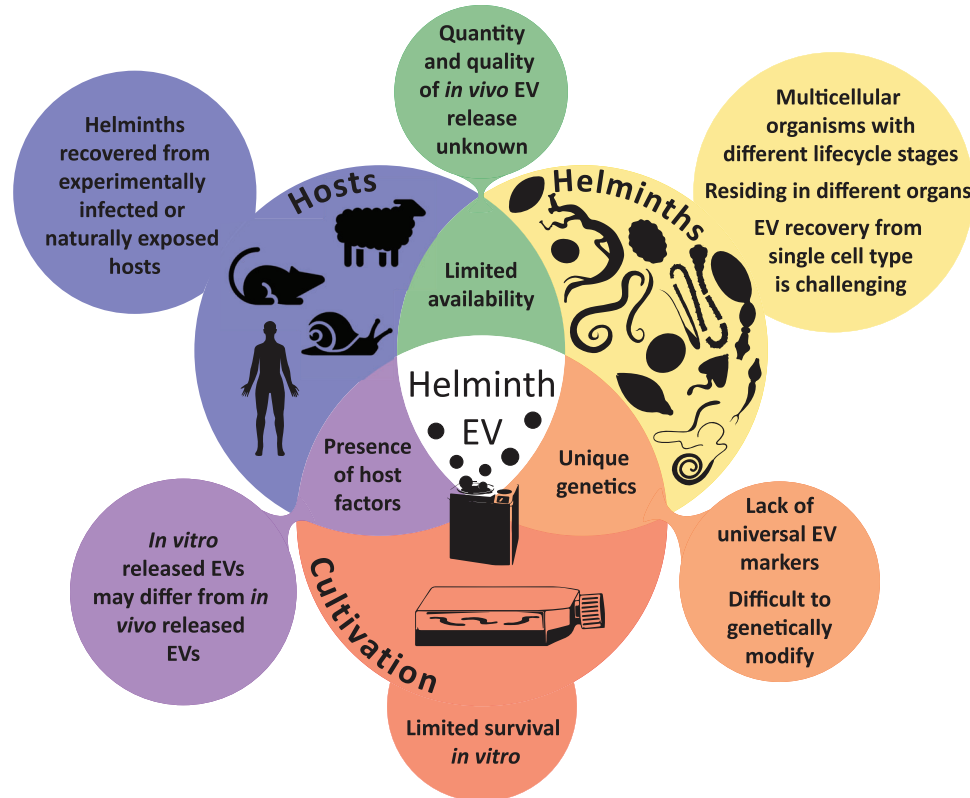 Quantity
and quality
of in vivo EV
release
unknown
Helminths
recovered from
experimentally
infected or
naturally exposed
hosts
Multicellular
organisms with
different lifecycle stages
Residing in different organs
EV recovery from
single cell type
is challenging
Hosts
Helminths
Limited
availability
Helminth
EV
Presence
of host
factors
Unique
genetics
In vitro
released EVs
may differ from in
vivo released
EVs
Cultivation
Lack of
universal EV
markers
Difficult to
genetically
modify
Limited survival
in vitro